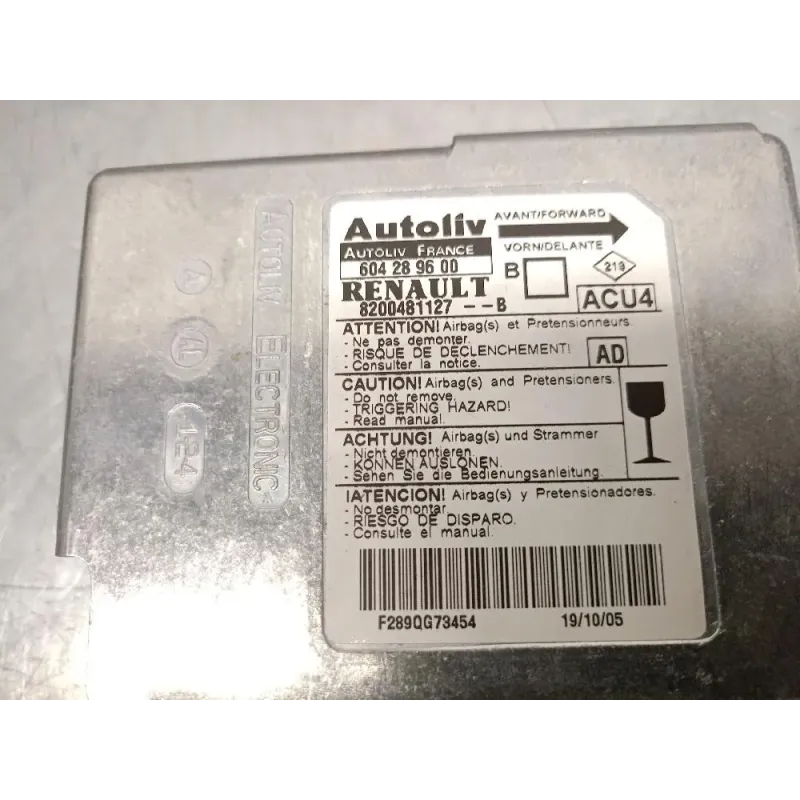 Autoliv
AUTOLIV FRANCE
604 28 96 00
RENAULT
8200481127 --B
AVANT/FORWARD
VORN/DELANTE
B
219
ACU4
ATTENTION! Airbag(s) et Pretensionneurs.
- Ne pas demonter.
- RISQUE DE DECLENCHEMENT!
- Consulter la notice.
AD
CAUTION! Airbag(s) and Pretensioners.
- Do not remove.
- TRIGGERING HAZARD!
- Read manual.
ACHTUNG! Airbag(s) und Strammer
- Nicht demontieren.
- KONNEN AUSLONEN.
- Sehen Sie die Bedienungsanleitung.
!ATENCION! Airbag(s) y Pretensionadores.
- No desmontar.
- RIESGO DE DISPARO.
- Consulte el manual.
F289QG73454 19/10/05
AUTOLIV ELECTRONIC